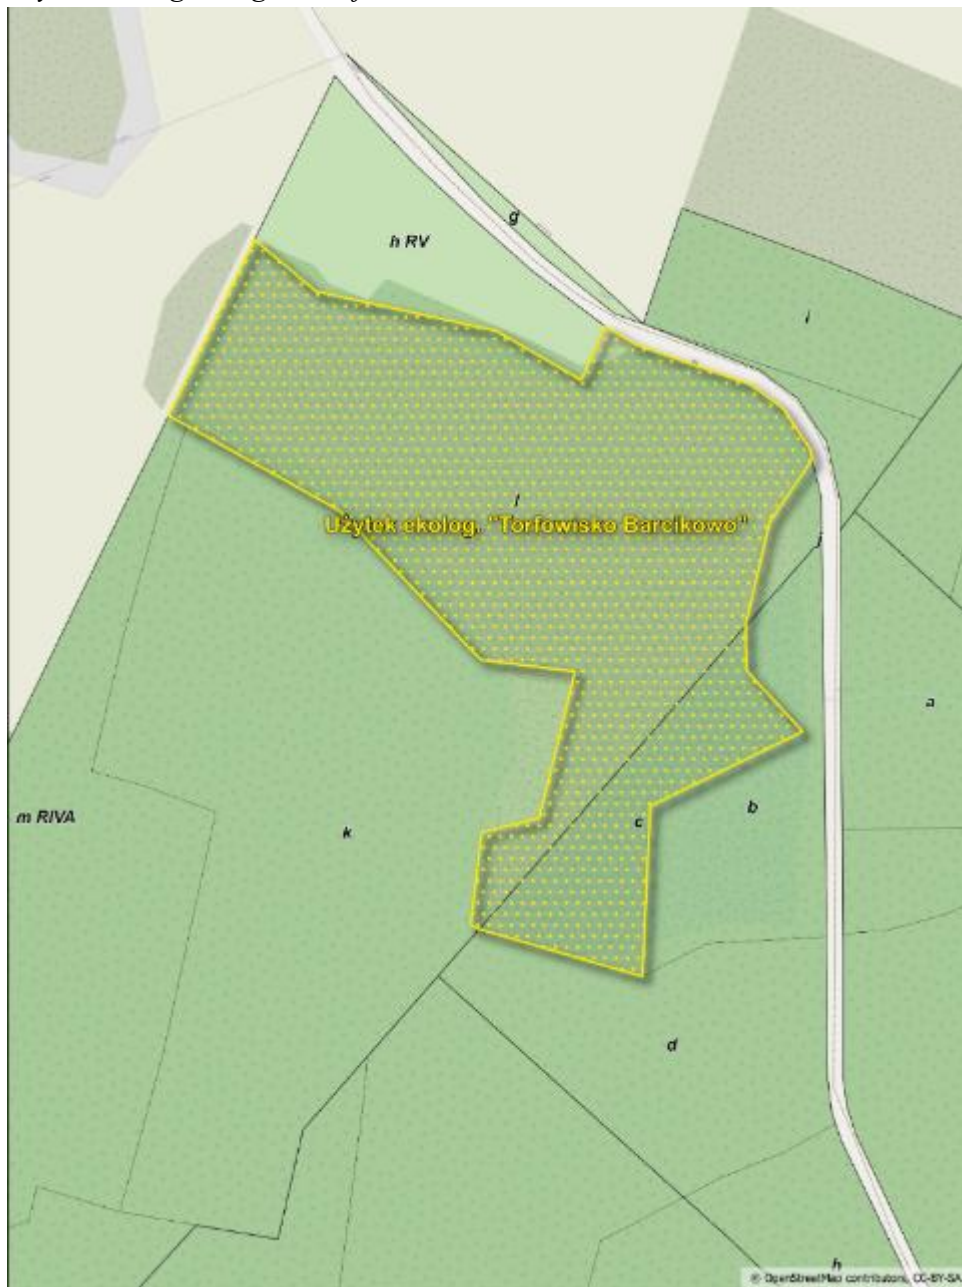 g
h RV
i
l
Użytek ekolog. "Torfowisko Barcikowo"
j
a
m RIVA
k
c
b
d
h
© OpenStreetMap contributors, CC-BY-SA